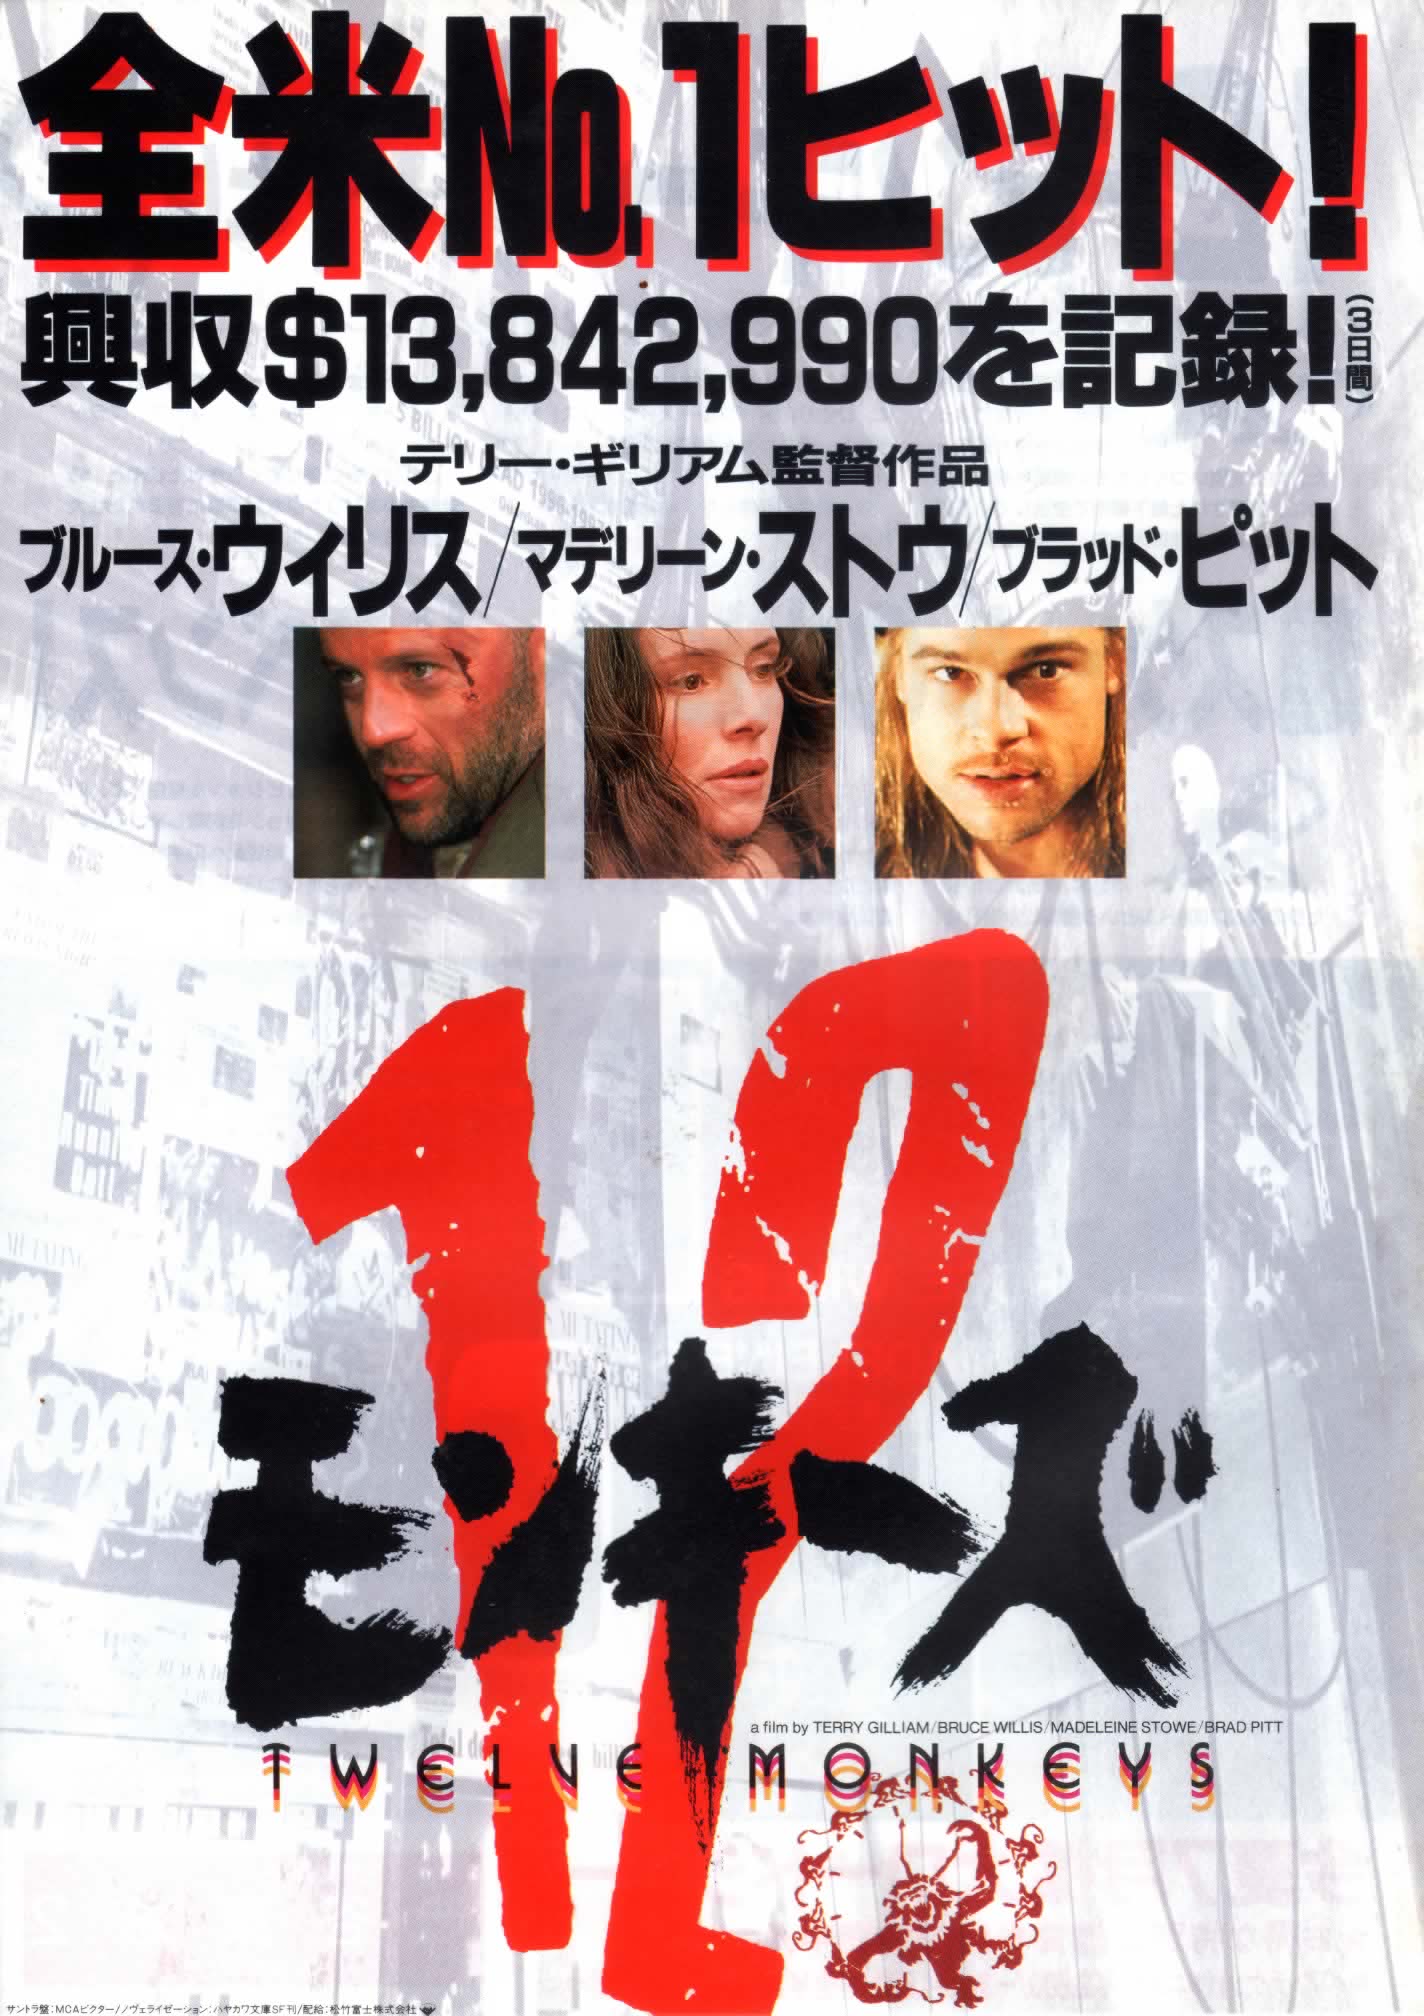 全米No.1ヒット!
興収$13,842,990を記録!(3日間)
テリー・ギリアム監督作品
ブルース・ウィリス/マデリーン・ストウ/ブラッド・ピット
12
モンキーズ
a film by TERRY GILLIAM/BRUCE WILLIS/MADELEINE STOWE/BRAD PITT
TWELVE MONKEYS
サントラ盤:MCAビクター/ノヴェライゼーション:ハヤカワ文庫SF刊/配給:松竹富士株式会社